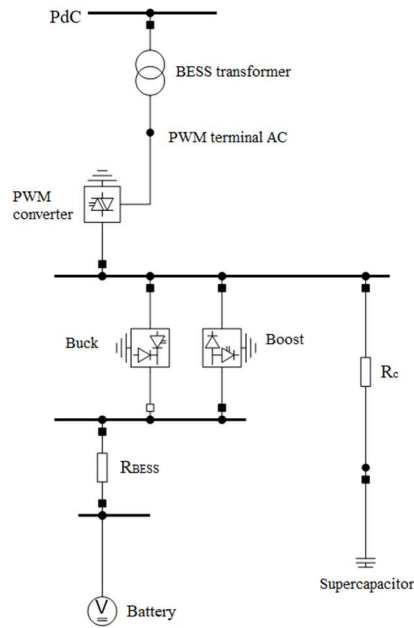 PdC
BESS transformer
PWM terminal AC
PWM
converter
Buck
Boost
Rc
RBESS
Supercapacitor
V
Battery